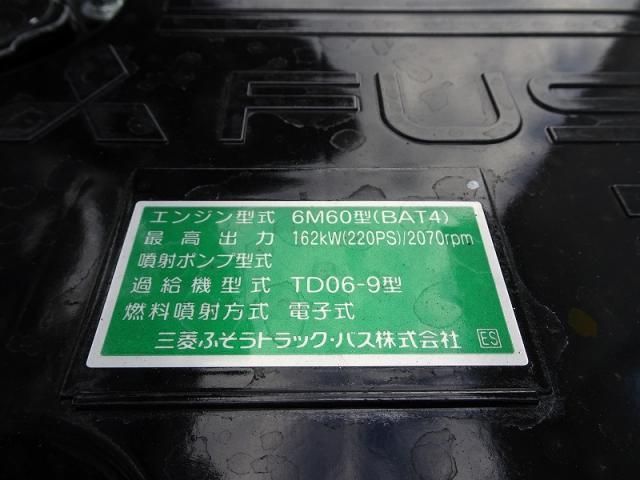 FUS
エンジン型式 6M60型(BAT4)
最高出力 162kW(220PS)/2070rpm
噴射ポンプ型式
過給機型式 TD06-9型
燃料噴射方式 電子式
三菱ふそうトラック・バス株式会社 ES